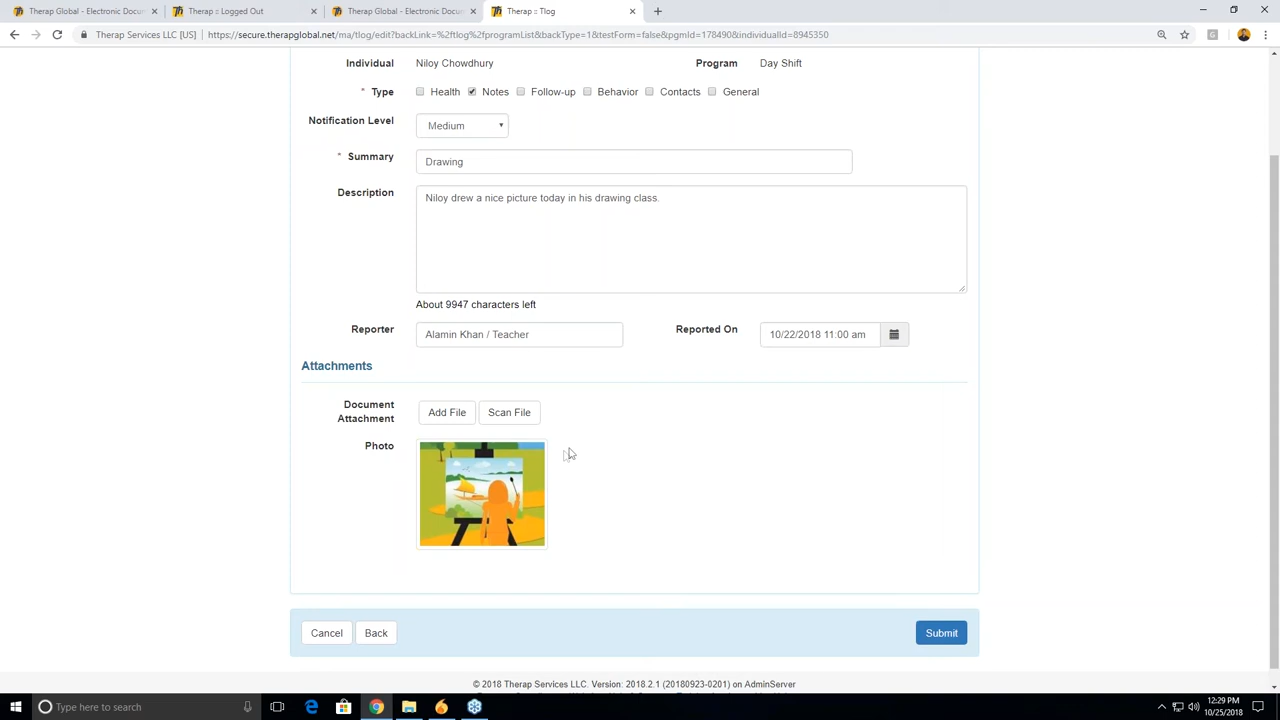 Therap Global - Electronic Docum
Therap :: Logged Out
Therap Global - Electronic Docum
Therap :: Tlog
Therap Services LLC [US] | https://secure.therapglobal.net/ma/tlog/edit?backLink=%2Ftlog%2FprogramList&backType=1&testForm=false&pgmId=178490&individualId=8945350
Individual Niloy Chowdhury Program Day Shift
* Type Health Notes Follow-up Behavior Contacts General
Notification Level Medium
* Summary Drawing
Description Niloy drew a nice picture today in his drawing class.
About 9947 characters left
Reporter Alamin Khan / Teacher Reported On 10/22/2018 11:00 am
Attachments
Document Attachment Add File Scan File
Photo
Cancel Back Submit
© 2018 Therap Services LLC. Version: 2018 2.1 (20180923-0201) on AdminServer
Type here to search
12:29 PM
10/25/2018